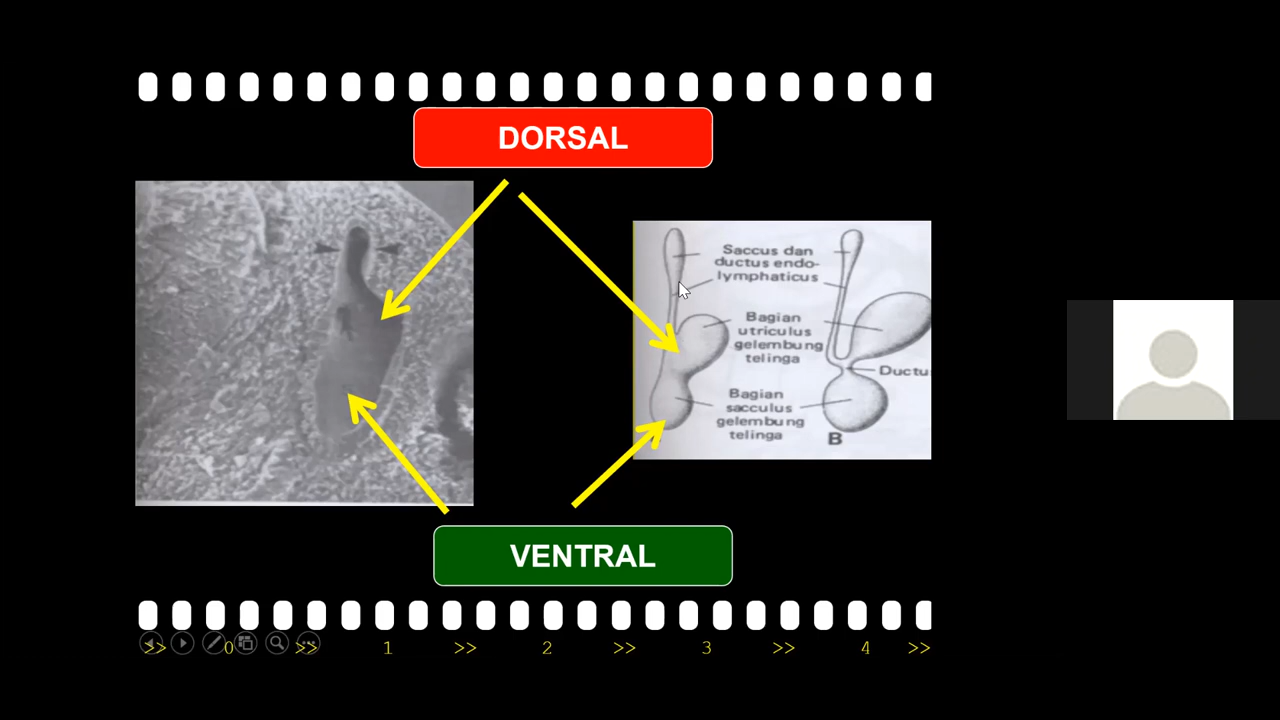 DORSAL
Saccus dan
ductus endo-
lymphaticus
Bagian
utriculus
gelembung
telinga
Ductu
Bagian
sacculus
gelembung
telinga
B
VENTRAL
>> 0 >> 1 >> 2 >> 3 >> 4 >>